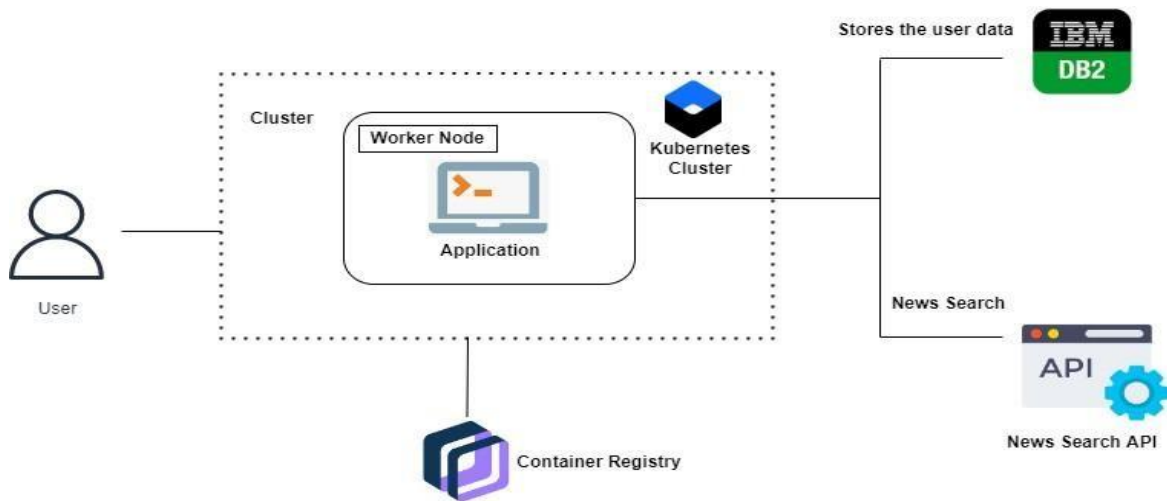 Stores the user data
IBM
DB2
Cluster
Worker Node
Kubernetes
Cluster
Application
User
News Search
API
News Search API
Container Registry